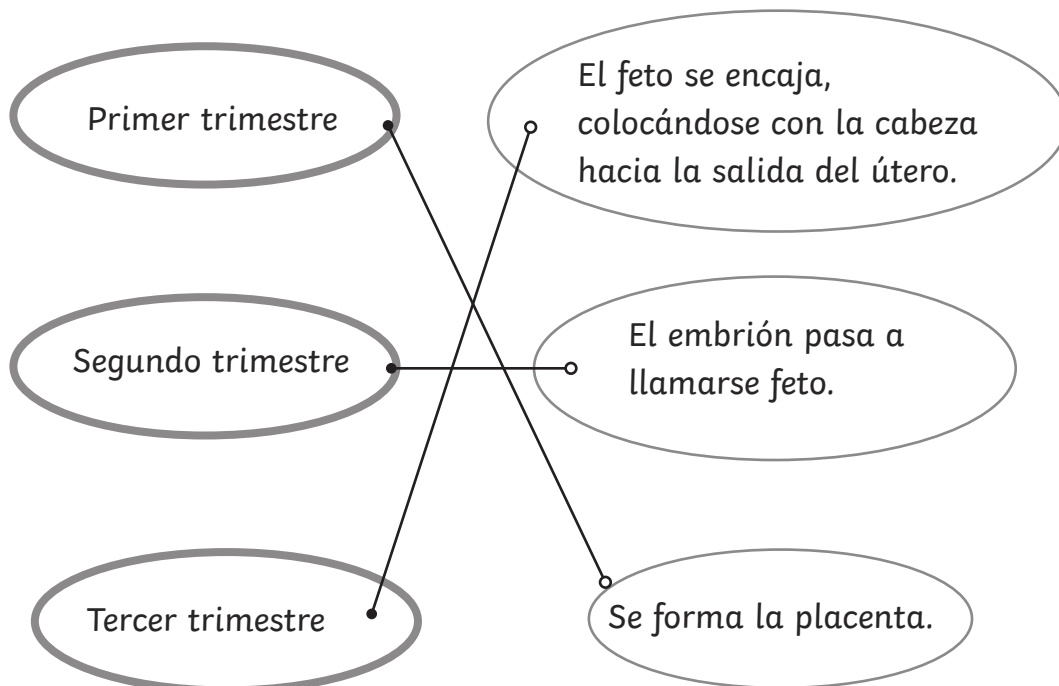 Primer trimestre
El feto se encaja,
colocándose con la cabeza
hacia la salida del útero.
Segundo trimestre
El embrión pasa a
llamarse feto.
Tercer trimestre
Se forma la placenta.